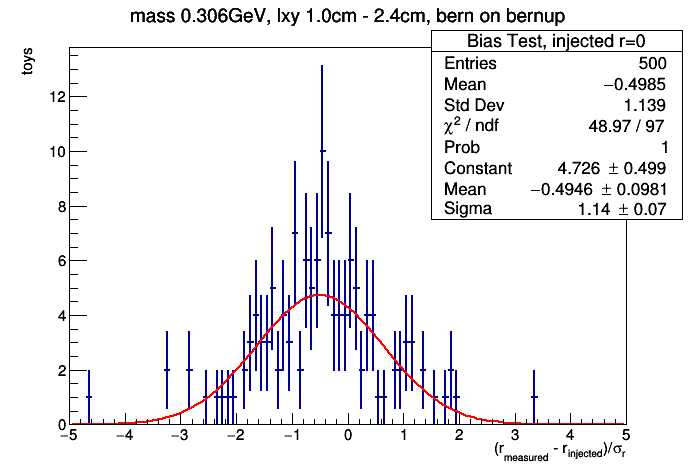 mass 0.306GeV, lxy 1.0cm - 2.4cm, bern on bernup
Bias Test, injected r=0
Entries 500
Mean −0.4985
Std Dev 1.139
χ² / ndf 48.97 / 97
Prob 1
Constant 4.726 ± 0.499
Mean −0.4946 ± 0.0981
Sigma 1.14 ± 0.07
toys
12
10
8
6
4
2
0
−5 −4 −3 −2 −1 0 1 2 3 4 5
(r_measured - r_injected)/σ_r